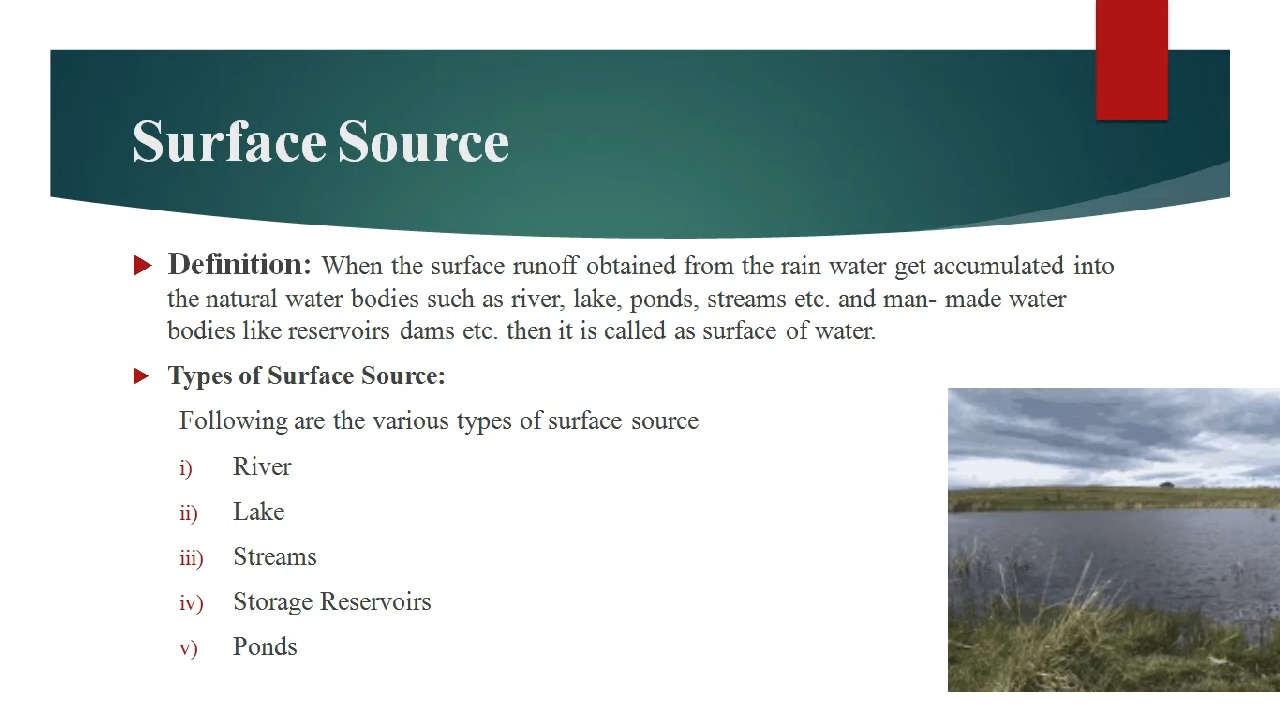 Surface Source
Definition: When the surface runoff obtained from the rain water get accumulated into
the natural water bodies such as river, lake, ponds, streams etc. and man- made water
bodies like reservoirs dams etc. then it is called as surface of water.
Types of Surface Source:
Following are the various types of surface source
i) River
ii) Lake
iii) Streams
iv) Storage Reservoirs
v) Ponds